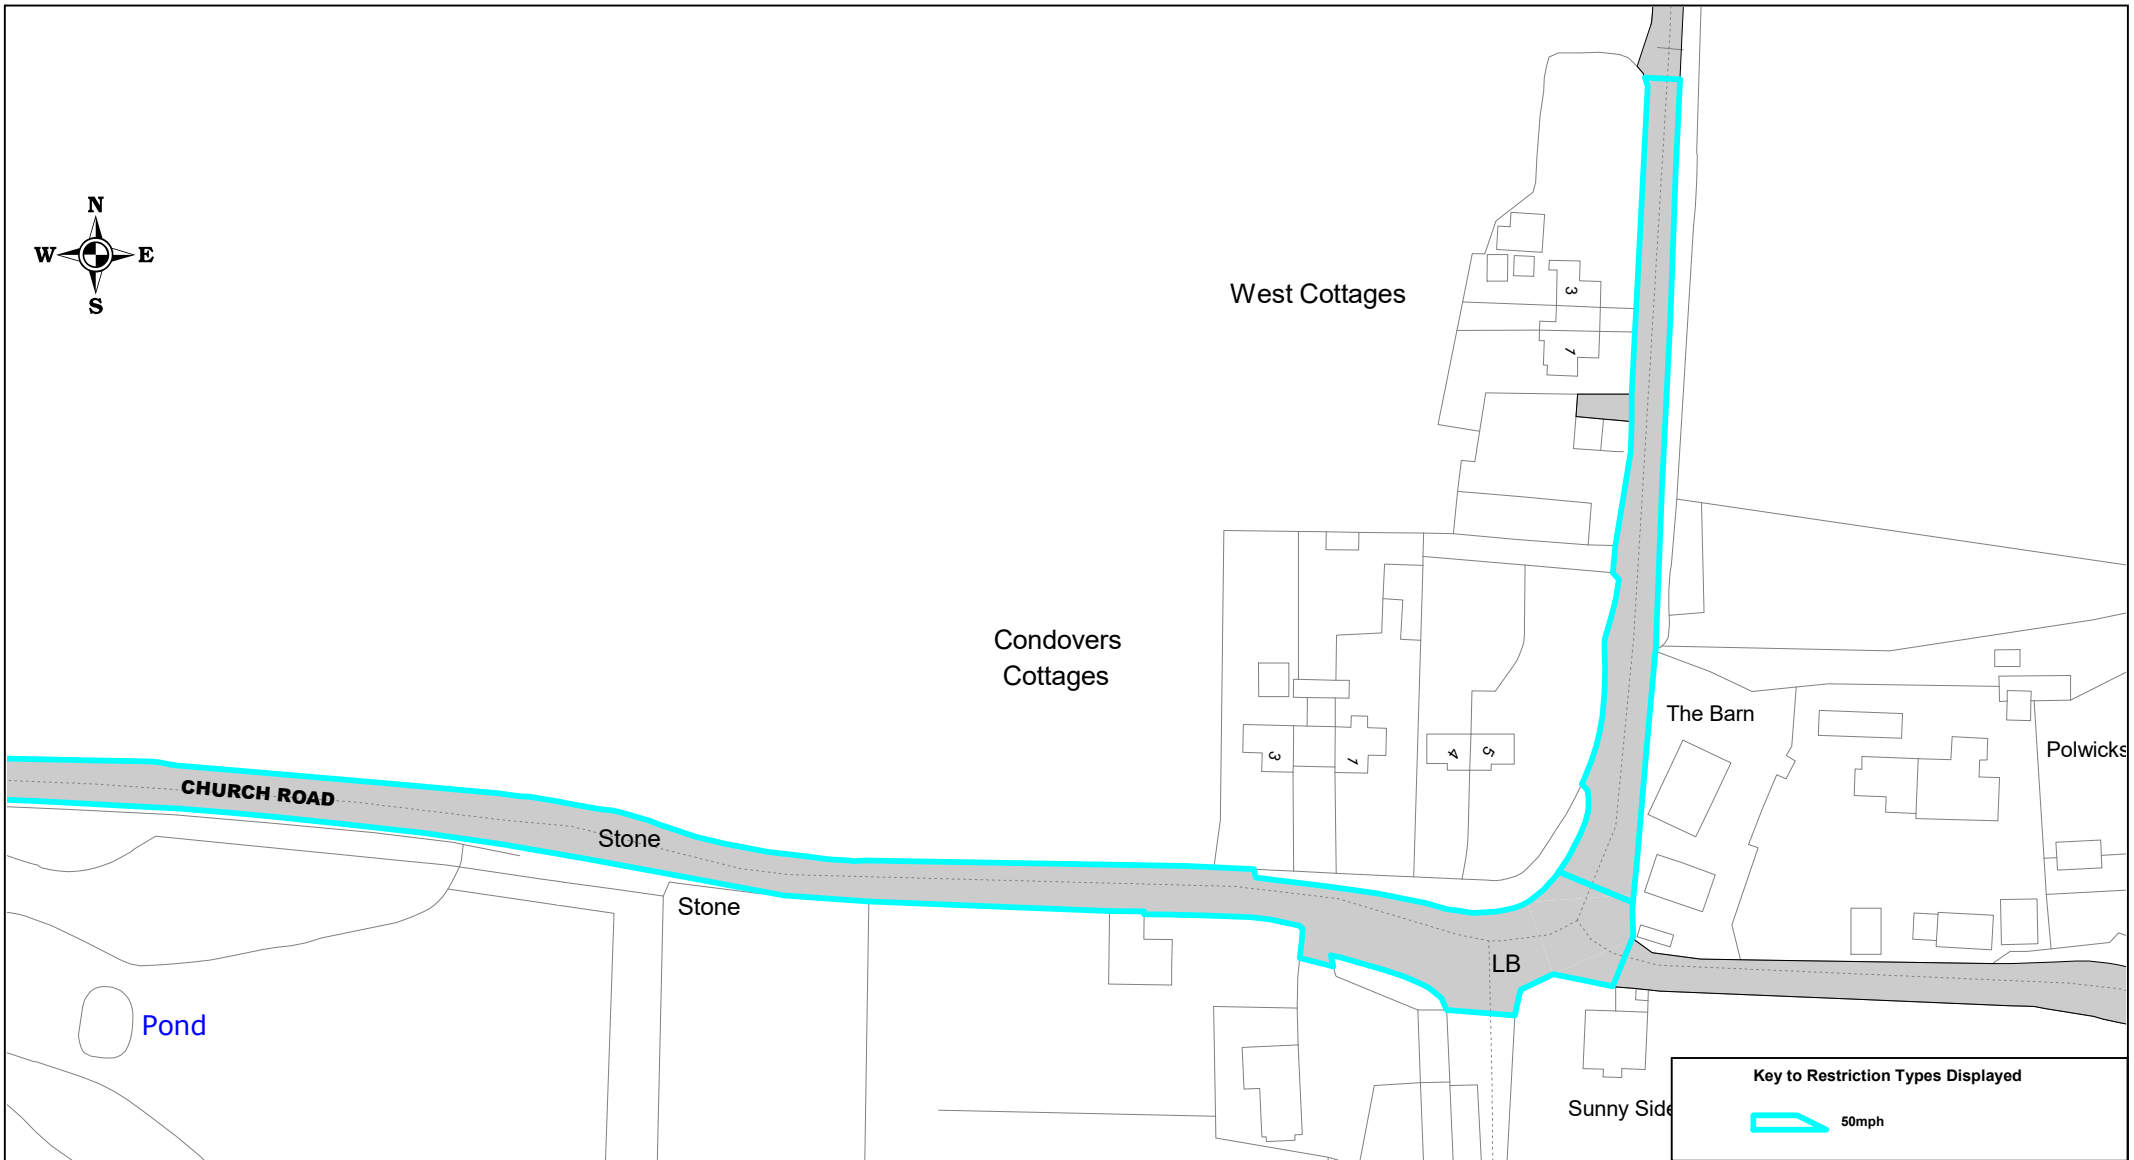 N
W E
S
West Cottages
3
1
Condovers
Cottages
The Barn
Polwicks
3
1
4
5
CHURCH ROAD
Stone
Stone
LB
Pond
Sunny Side
Key to Restriction Types Displayed
50mph